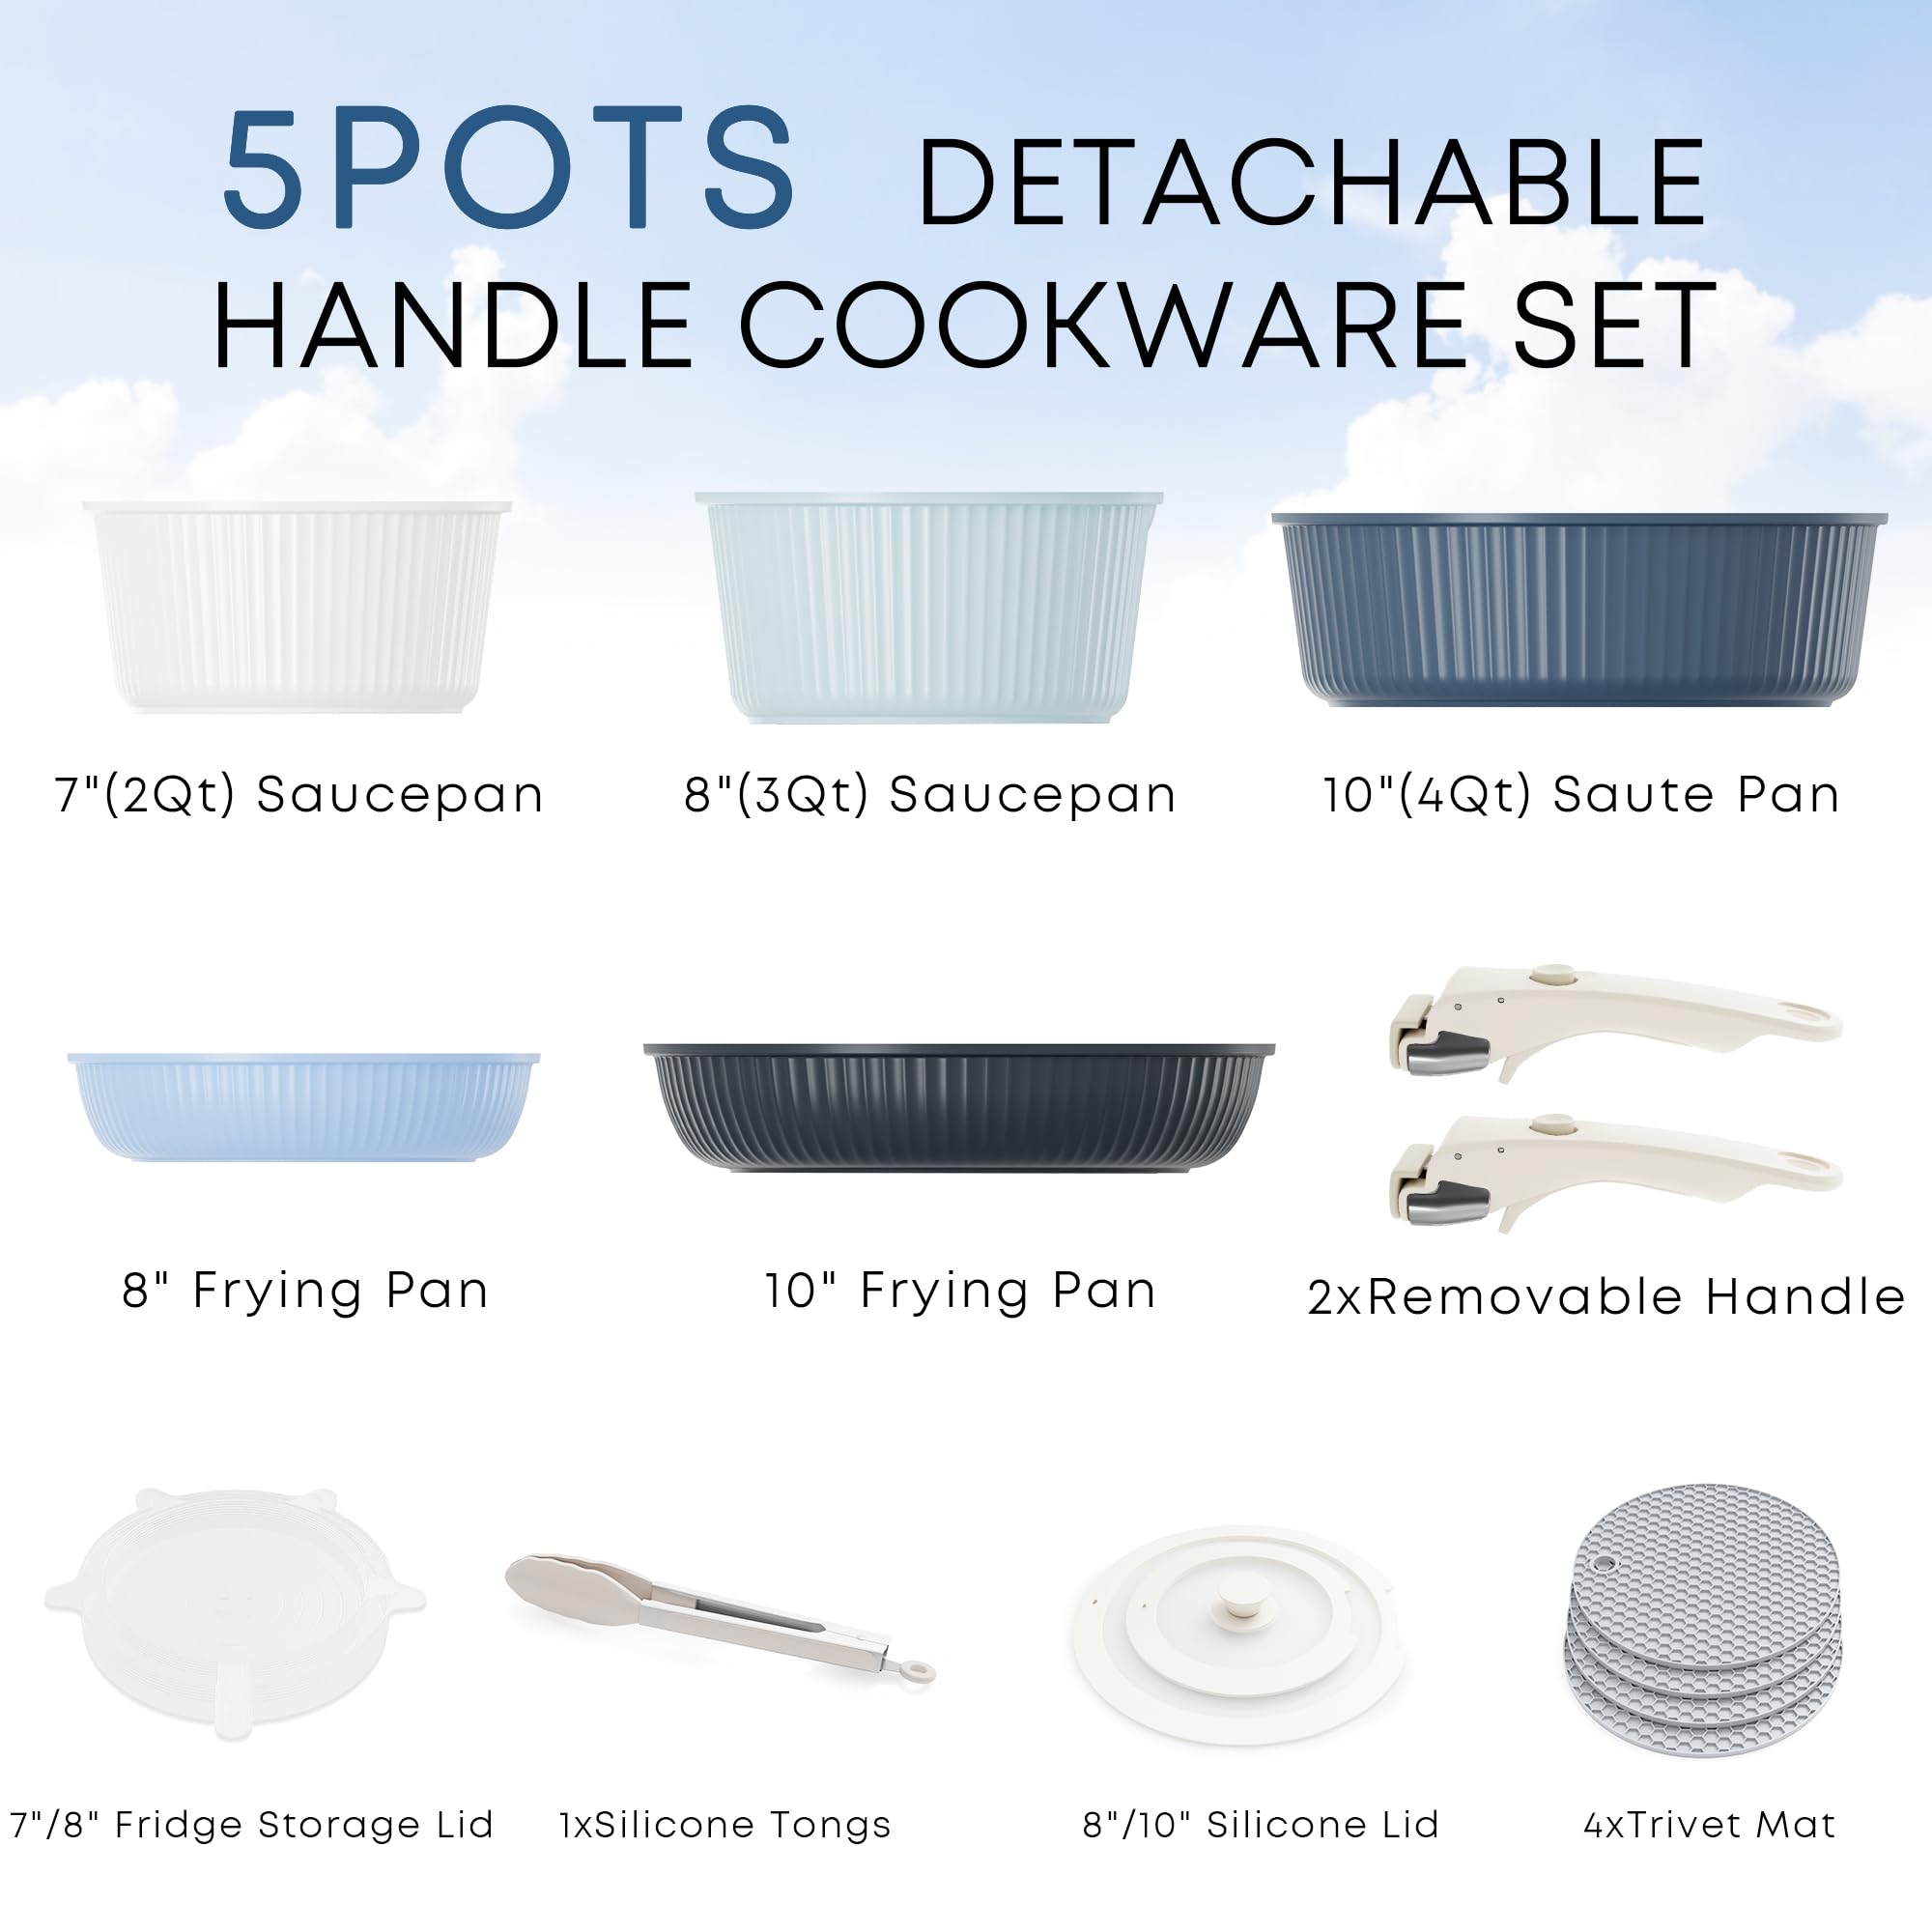 5POTS DETACHABLE
HANDLE COOKWARE SET
7"(2Qt) Saucepan
8"(3Qt) Saucepan
10"(4Qt) Saute Pan
8" Frying Pan
10" Frying Pan
2xRemovable Handle
7"/8" Fridge Storage Lid
1xSilicone Tongs
8"/10" Silicone Lid
4xTrivet Mat